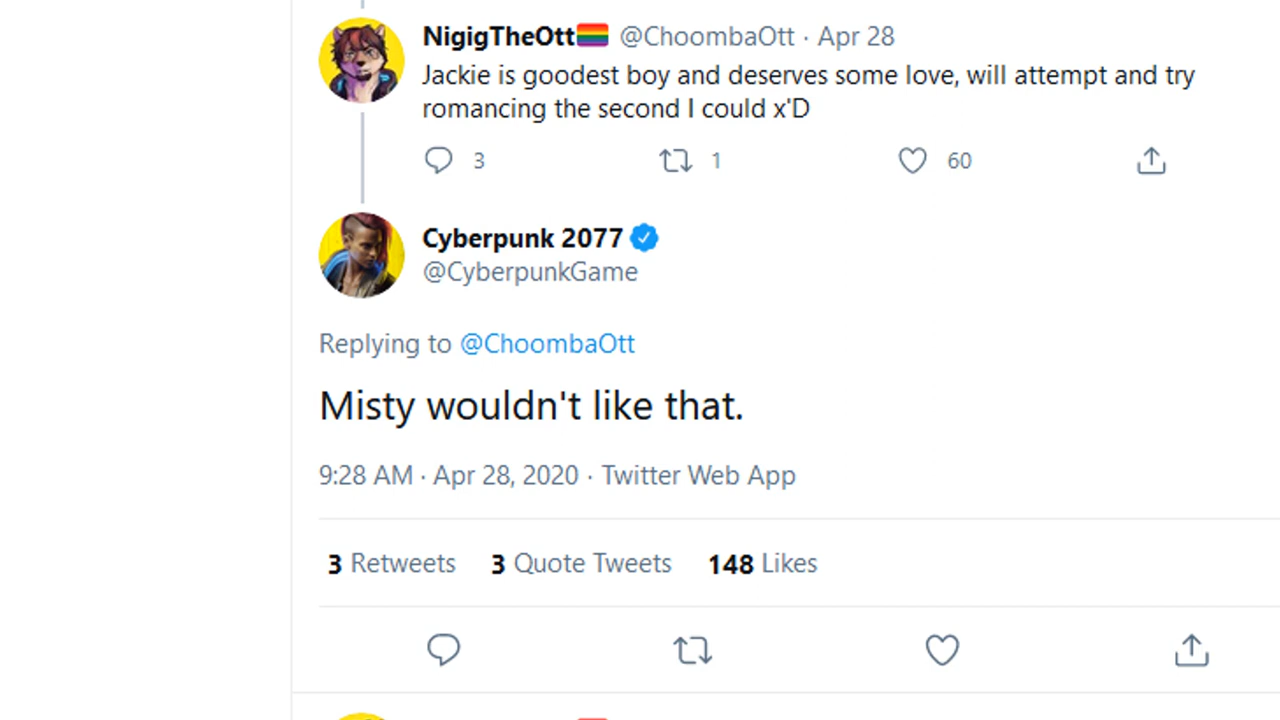 NigigTheOtt🏳️‍🌈 @ChoombaOtt · Apr 28
Jackie is goodest boy and deserves some love, will attempt and try
romancing the second I could x'D
3 1 60
Cyberpunk 2077
@CyberpunkGame
Replying to @ChoombaOtt
Misty wouldn't like that.
9:28 AM · Apr 28, 2020 · Twitter Web App
3 Retweets 3 Quote Tweets 148 Likes